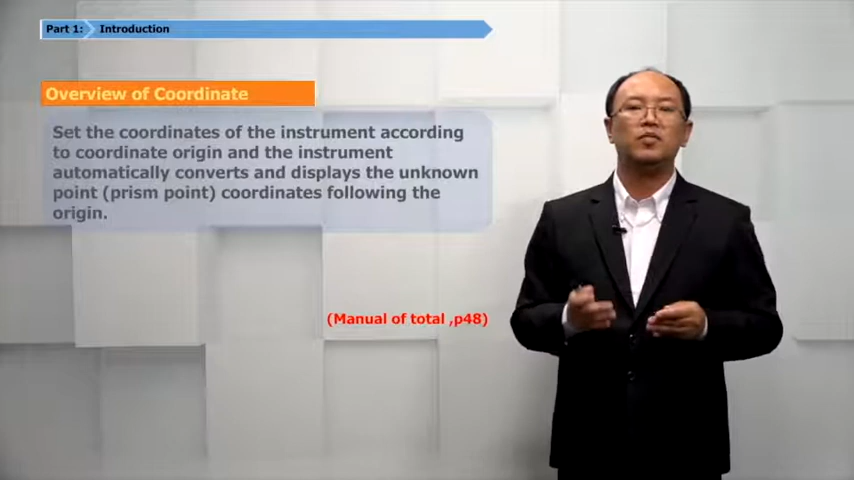 Part 1: Introduction
Overview of Coordinate
Set the coordinates of the instrument according
to coordinate origin and the instrument
automatically converts and displays the unknown
point (prism point) coordinates following the
origin.
(Manual of total ,p48)